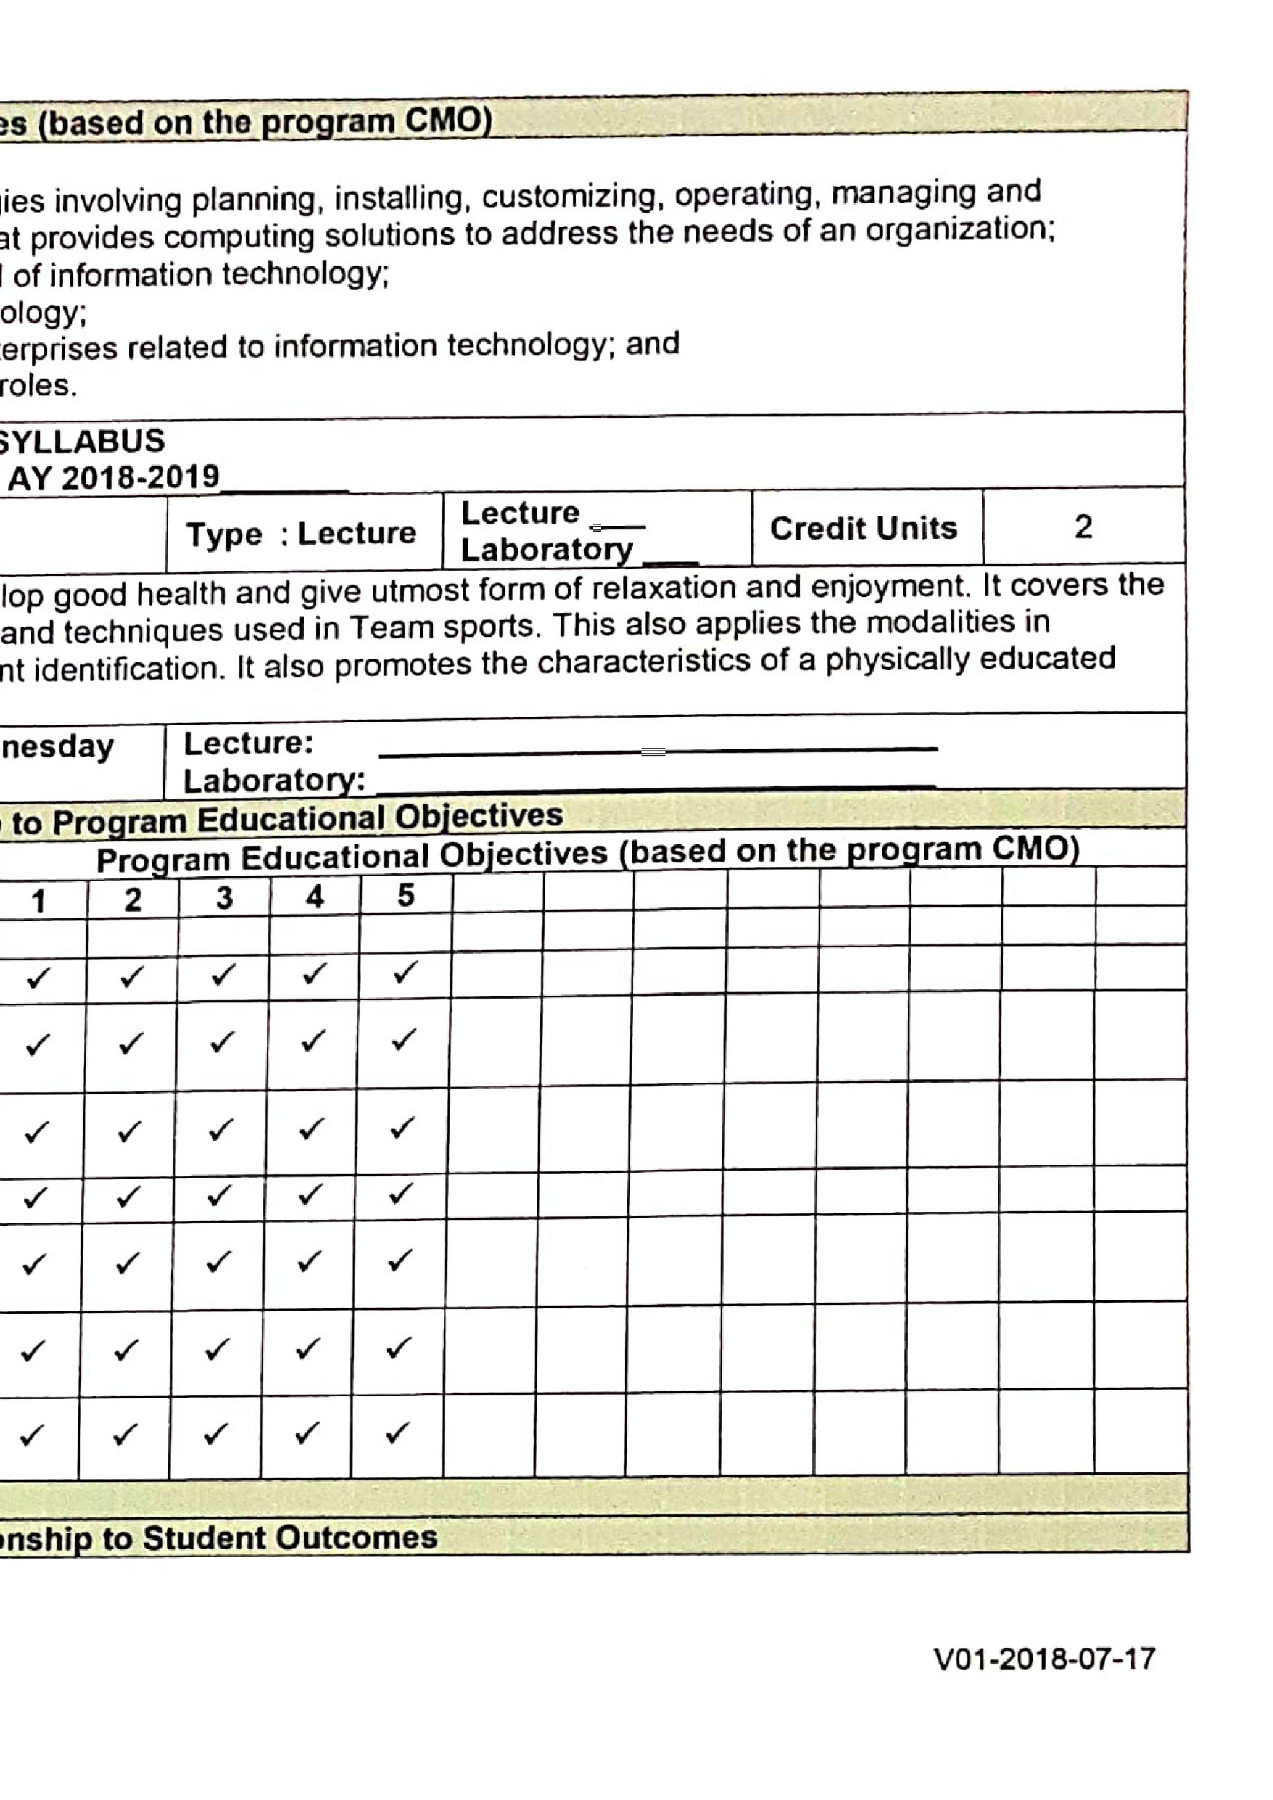 es (based on the program CMO)
gies involving planning, installing, customizing, operating, managing and
at provides computing solutions to address the needs of an organization;
of information technology;
ology;
erprises related to information technology; and
roles.
SYLLABUS
AY 2018-2019
Type : Lecture
Lecture
Laboratory
Credit Units
2
lop good health and give utmost form of relaxation and enjoyment. It covers the
and techniques used in Team sports. This also applies the modalities in
nt identification. It also promotes the characteristics of a physically educated
nesday
Lecture:
Laboratory:
to Program Educational Objectives
Program Educational Objectives (based on the program CMO)
1 2 3 4 5
✓ ✓ ✓ ✓ ✓
✓ ✓ ✓ ✓ ✓
✓ ✓ ✓ ✓ ✓
✓ ✓ ✓ ✓ ✓
✓ ✓ ✓ ✓ ✓
✓ ✓ ✓ ✓ ✓
✓ ✓ ✓ ✓ ✓
onship to Student Outcomes
V01-2018-07-17